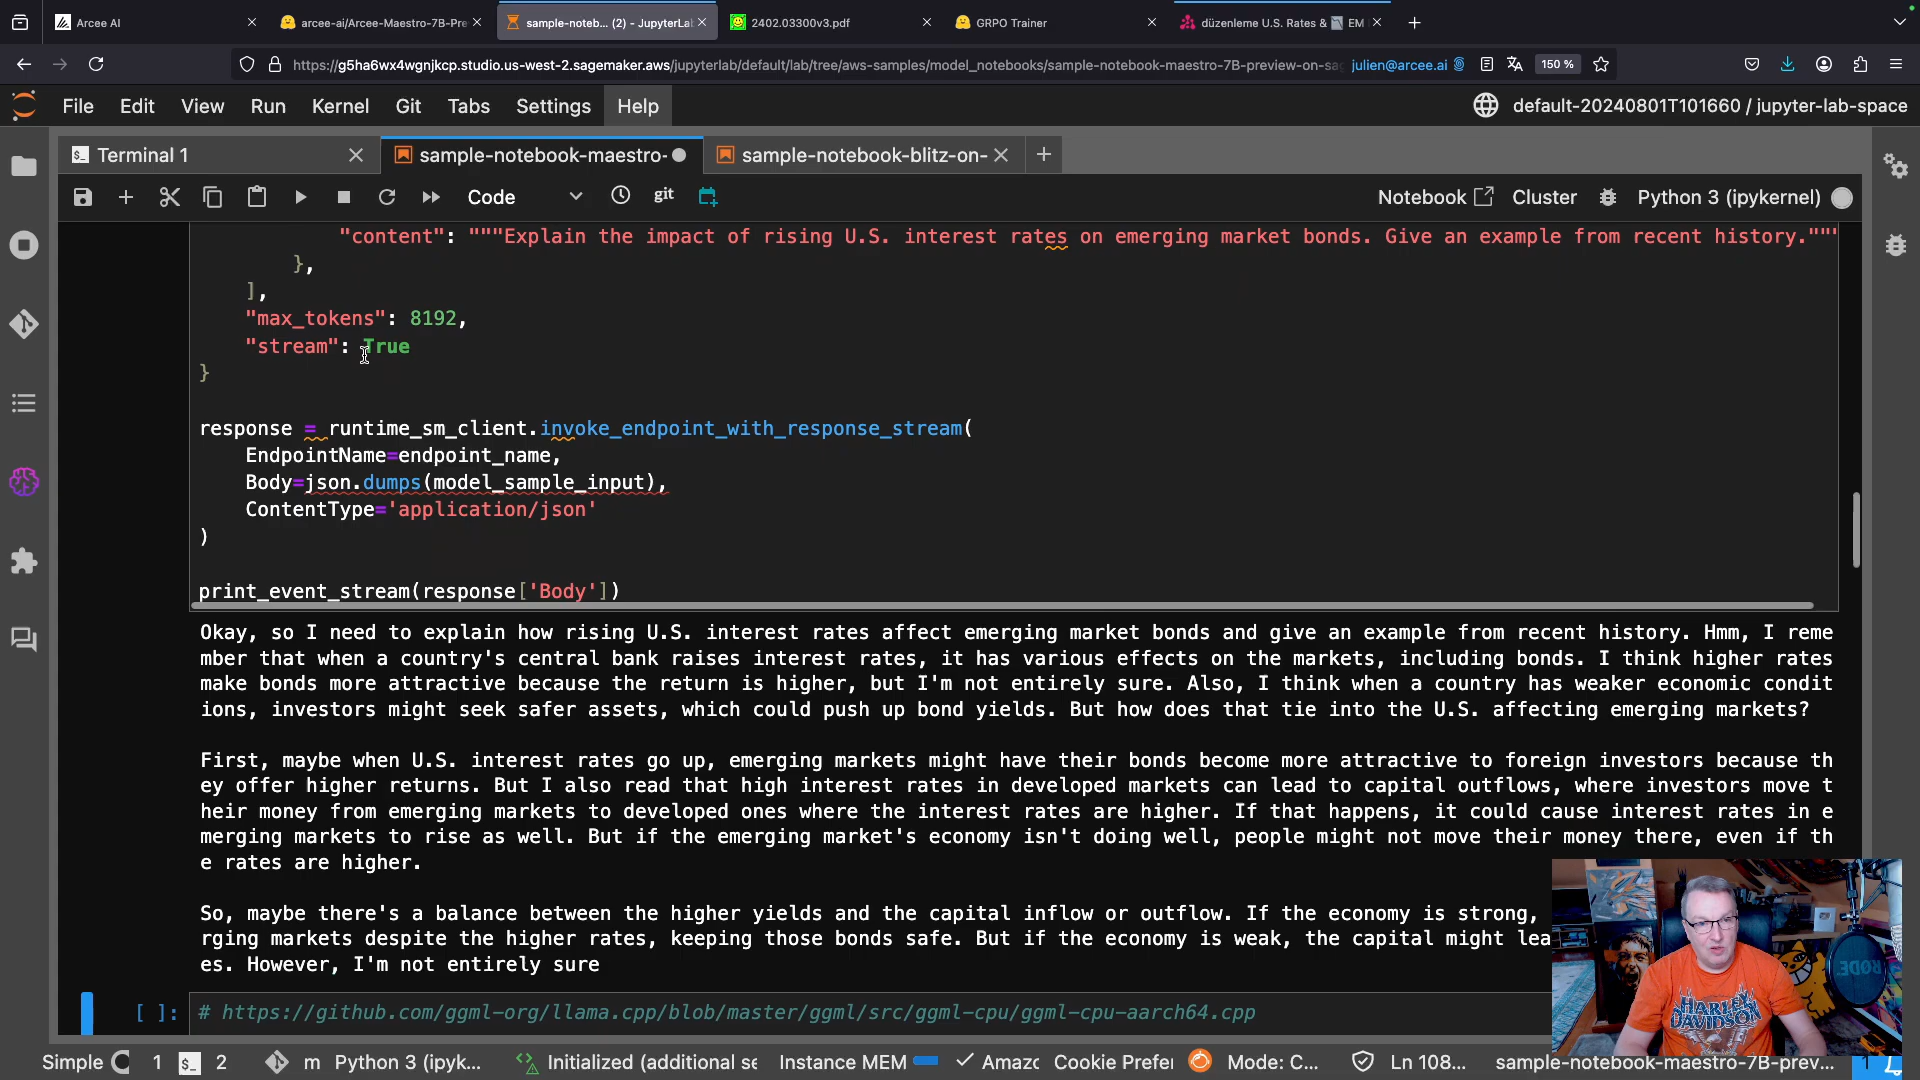 Arcee AI
arcee-ai/Arcee-Maestro-7B-Pre
sample-noteb... (2) - JupyterLa
2402.03300v3.pdf
GRPO Trainer
düzenleme U.S. Rates & EM
https://g5ha6wx4wgnjkcp.studio.us-west-2.sagemaker.aws/jupyterlab/default/lab/tree/aws-samples/model_notebooks/sample-notebook-maestro-7B-preview-on-sa
julien@arcee.ai
150 %
File Edit View Run Kernel Git Tabs Settings Help
default-20240801T101660 / jupyter-lab-space
Terminal 1
sample-notebook-maestro-
sample-notebook-blitz-on-
Code
git
Notebook
Cluster
Python 3 (ipykernel)
"content": """Explain the impact of rising U.S. interest rates on emerging market bonds. Give an example from recent history."""
},
],
"max_tokens": 8192,
"stream": True
}
response = runtime_sm_client.invoke_endpoint_with_response_stream(
EndpointName=endpoint_name,
Body=json.dumps(model_sample_input),
ContentType='application/json'
)
print_event_stream(response['Body'])
Okay, so I need to explain how rising U.S. interest rates affect emerging market bonds and give an example from recent history. Hmm, I reme
mber that when a country's central bank raises interest rates, it has various effects on the markets, including bonds. I think higher rates
make bonds more attractive because the return is higher, but I'm not entirely sure. Also, I think when a country has weaker economic condit
ions, investors might seek safer assets, which could push up bond yields. But how does that tie into the U.S. affecting emerging markets?
First, maybe when U.S. interest rates go up, emerging markets might have their bonds become more attractive to foreign investors because th
ey offer higher returns. But I also read that high interest rates in developed markets can lead to capital outflows, where investors move t
heir money from emerging markets to developed ones where the interest rates are higher. If that happens, it could cause interest rates in e
merging markets to rise as well. But if the emerging market's economy isn't doing well, people might not move their money there, even if th
e rates are higher.
So, maybe there's a balance between the higher yields and the capital inflow or outflow. If the economy is strong,
rging markets despite the higher rates, keeping those bonds safe. But if the economy is weak, the capital might lea
es. However, I'm not entirely sure
[ ]: # https://github.com/ggml-org/llama.cpp/blob/master/ggml/src/ggml-cpu/ggml-cpu-aarch64.cpp
HARLEY
DAVIDSON
RØDE
Simple
1
2
m
Python 3 (ipyk...
Initialized (additional se
Instance MEM
Amazo
Cookie Prefer
Mode: C...
Ln 108...
sample-notebook-maestro-7B-prev...
1